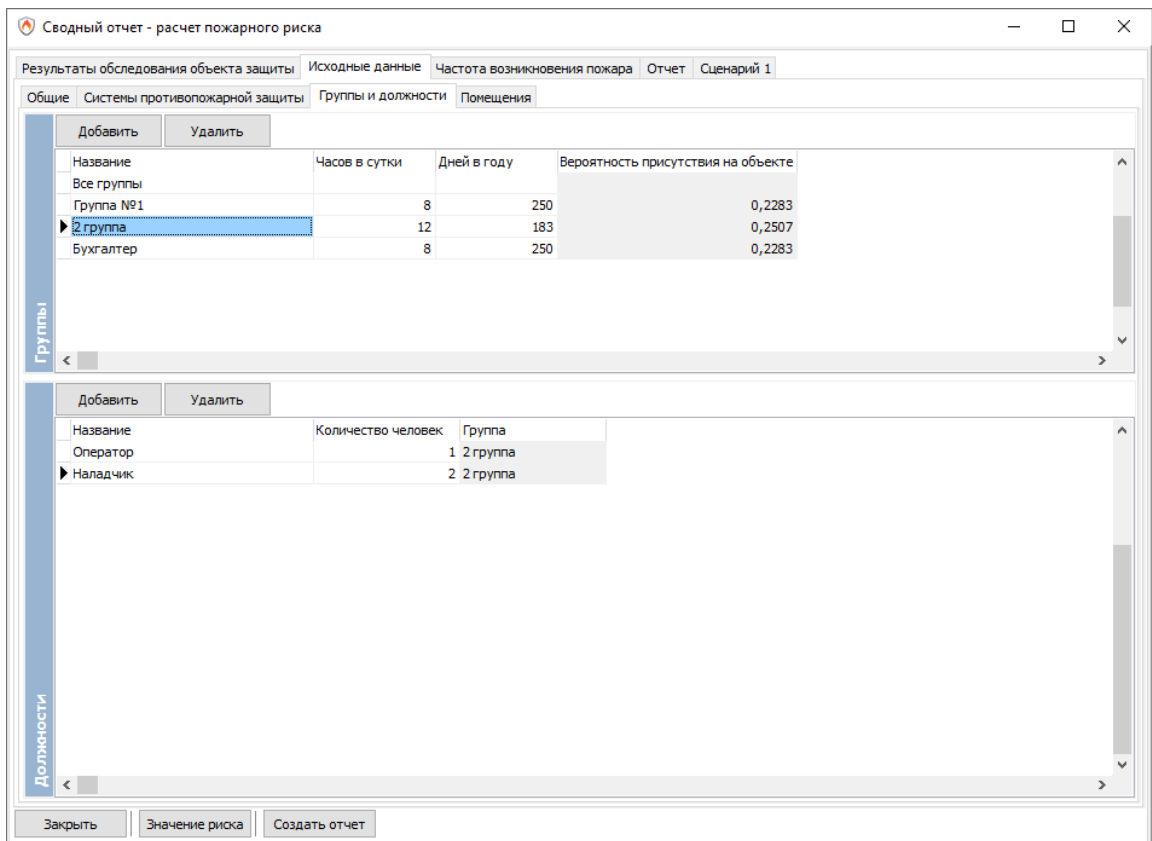 Сводный отчет - расчет пожарного риска
Результаты обследования объекта защиты Исходные данные Частота возникновения пожара Отчет Сценарий 1
Общие Системы противопожарной защиты Группы и должности Помещения
Группы
Добавить Удалить
Название Часов в сутки Дней в году Вероятность присутствия на объекте
Все группы
Группа №1 8 250 0,2283
2 группа 12 183 0,2507
Бухгалтер 8 250 0,2283
Должности
Добавить Удалить
Название Количество человек Группа
Оператор 1 2 группа
Наладчик 2 2 группа
Закрыть Значение риска Создать отчет